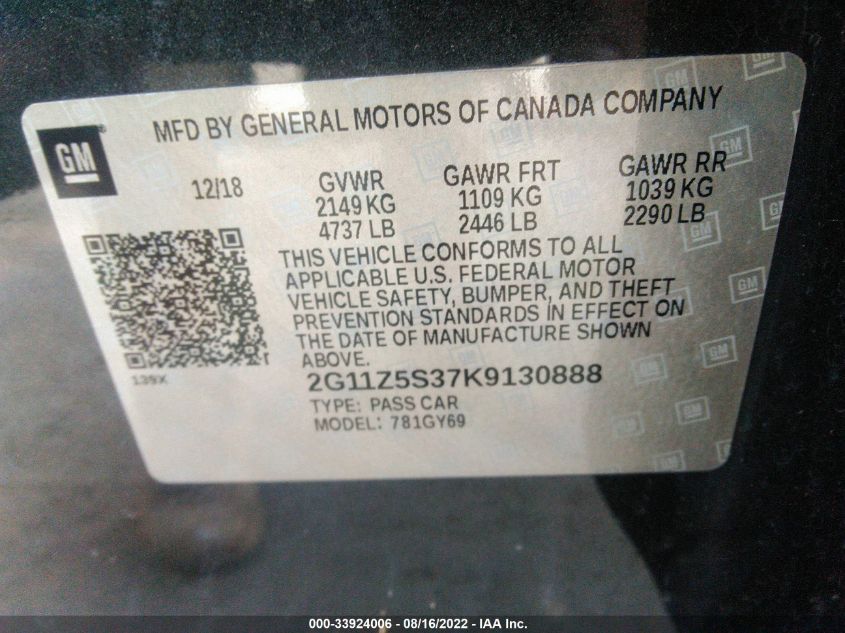 MFD BY GENERAL MOTORS OF CANADA COMPANY
GM
12/18
GVWR
2149 KG
4737 LB
GAWR FRT
1109 KG
2446 LB
GAWR RR
1039 KG
2290 LB
THIS VEHICLE CONFORMS TO ALL
APPLICABLE U.S. FEDERAL MOTOR
VEHICLE SAFETY, BUMPER, AND THEFT
PREVENTION STANDARDS IN EFFECT ON
THE DATE OF MANUFACTURE SHOWN
ABOVE.
139X
2G11Z5S37K9130888
TYPE: PASS CAR
MODEL: 781GY69
000-33924006 - 08/16/2022 - IAA Inc.